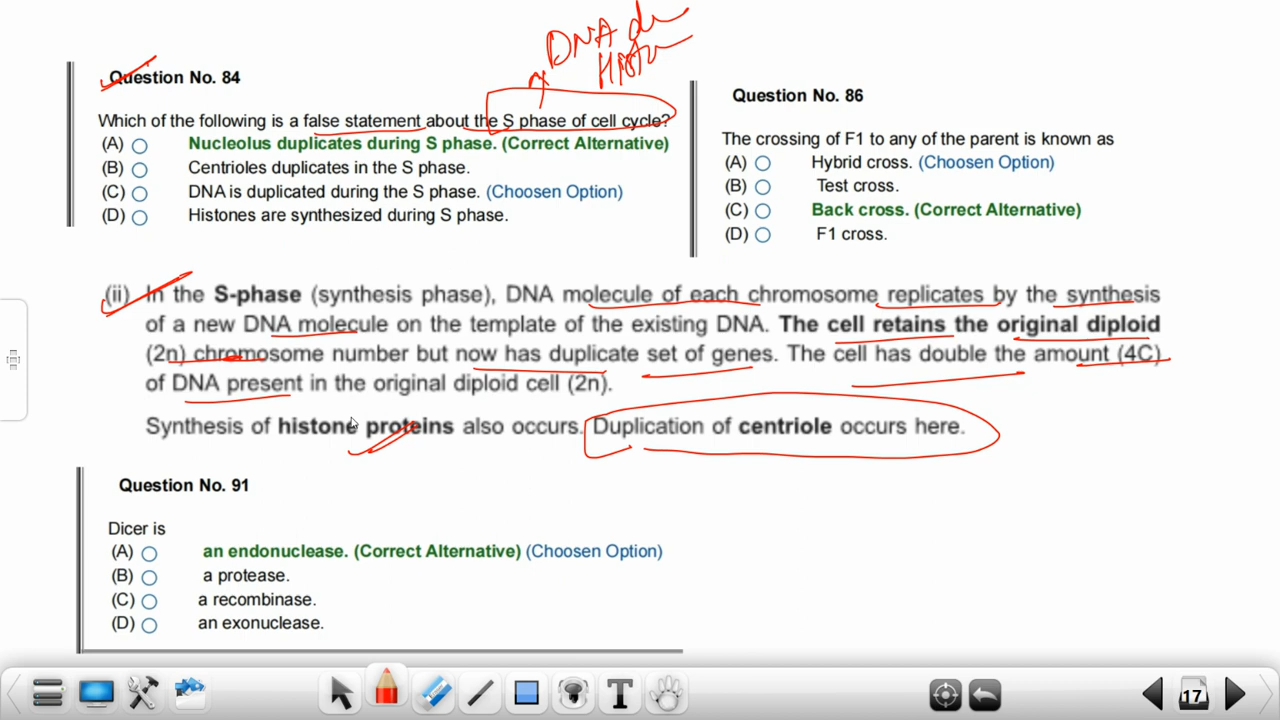 DNA
Question No. 84
Which of the following is a false statement about the S phase of cell cycle?
(A) Nucleolus duplicates during S phase. (Correct Alternative)
(B) Centrioles duplicates in the S phase.
(C) DNA is duplicated during the S phase. (Choosen Option)
(D) Histones are synthesized during S phase.
Question No. 86
The crossing of F1 to any of the parent is known as
(A) Hybrid cross. (Choosen Option)
(B) Test cross.
(C) Back cross. (Correct Alternative)
(D) F1 cross.
(ii) In the S-phase (synthesis phase), DNA molecule of each chromosome replicates by the synthesis
of a new DNA molecule on the template of the existing DNA. The cell retains the original diploid
(2n) chromosome number but now has duplicate set of genes. The cell has double the amount (4C)
of DNA present in the original diploid cell (2n).
Synthesis of histone proteins also occurs. Duplication of centriole occurs here.
Question No. 91
Dicer is
(A) an endonuclease. (Correct Alternative) (Choosen Option)
(B) a protease.
(C) a recombinase.
(D) an exonuclease.
T
17